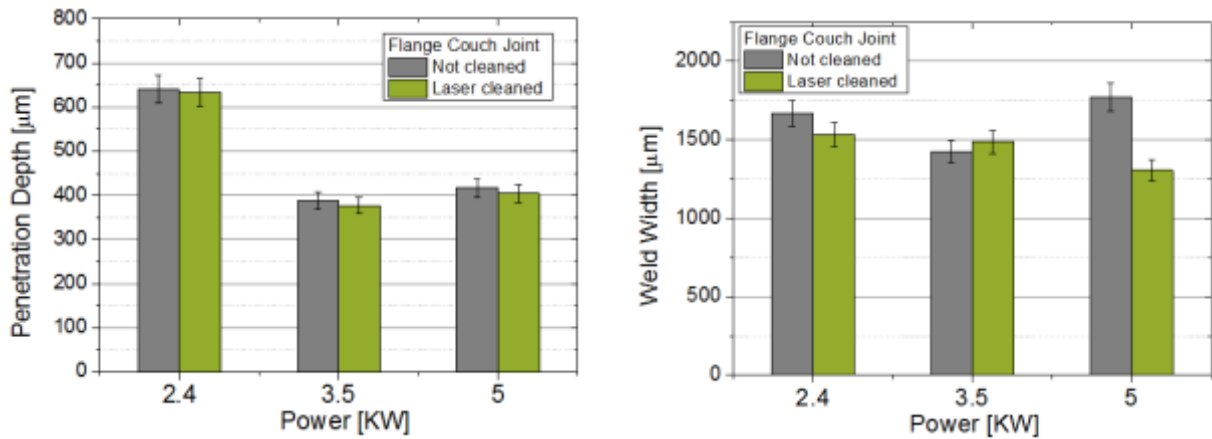 800
700
600
500
400
300
200
100
0
Penetration Depth [μm]
Flange Couch Joint
Not cleaned
Laser cleaned
2.4
3.5
5
Power [KW]
2000
1500
1000
500
0
Weld Width [μm]
Flange Couch Joint
Not cleaned
Laser cleaned
2.4
3.5
5
Power [KW]